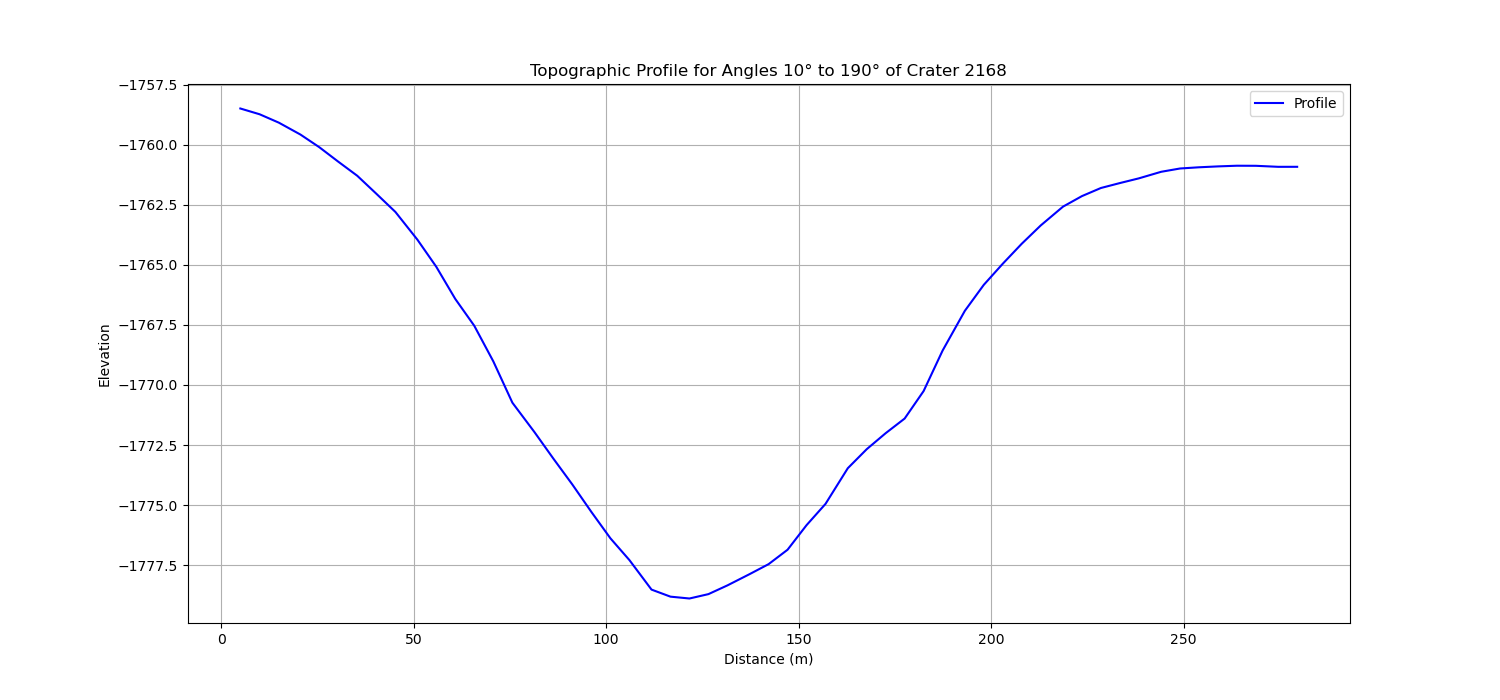 Topographic Profile for Angles 10° to 190° of Crater 2168
Profile
−1757.5
−1760.0
−1762.5
−1765.0
−1767.5
−1770.0
−1772.5
−1775.0
−1777.5
Elevation
0 50 100 150 200 250
Distance (m)